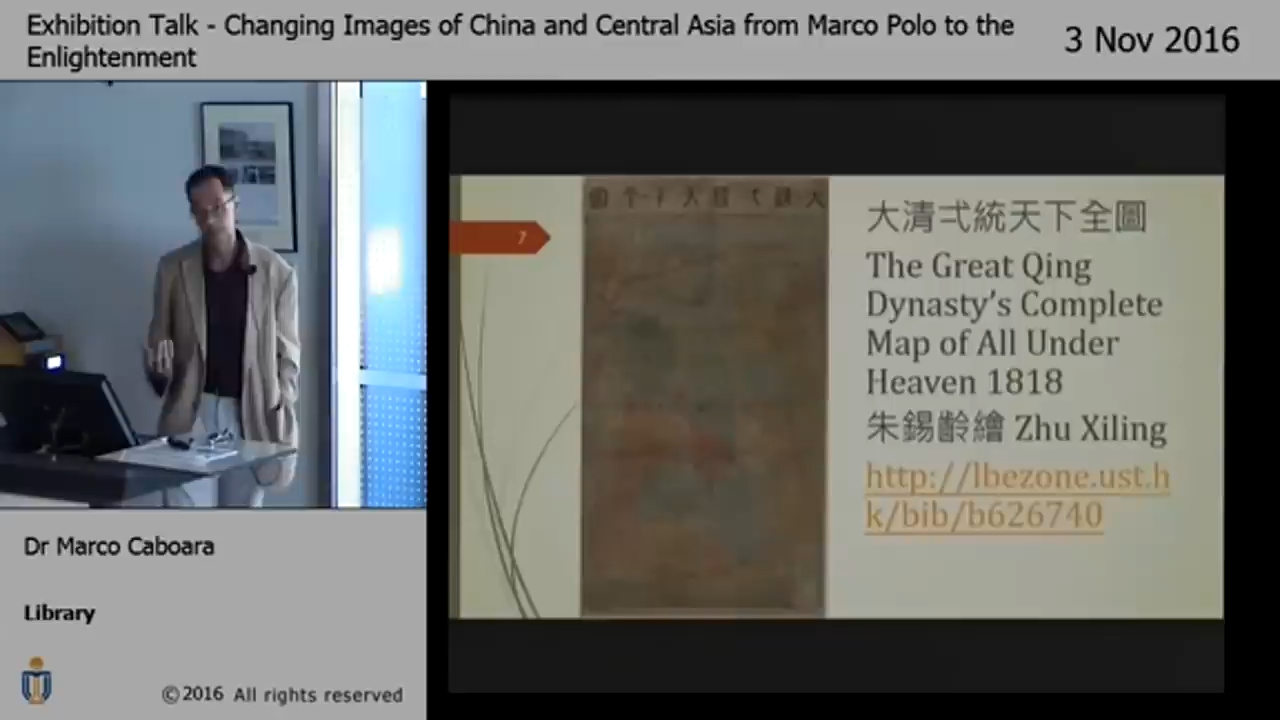 Exhibition Talk - Changing Images of China and Central Asia from Marco Polo to the
Enlightenment
3 Nov 2016
7
大清弌統天下全圖
The Great Qing
Dynasty's Complete
Map of All Under
Heaven 1818
朱錫齡繪 Zhu Xiling
http://lbezone.ust.h
k/bib/b626740
Dr Marco Caboara
Library
©2016 All rights reserved